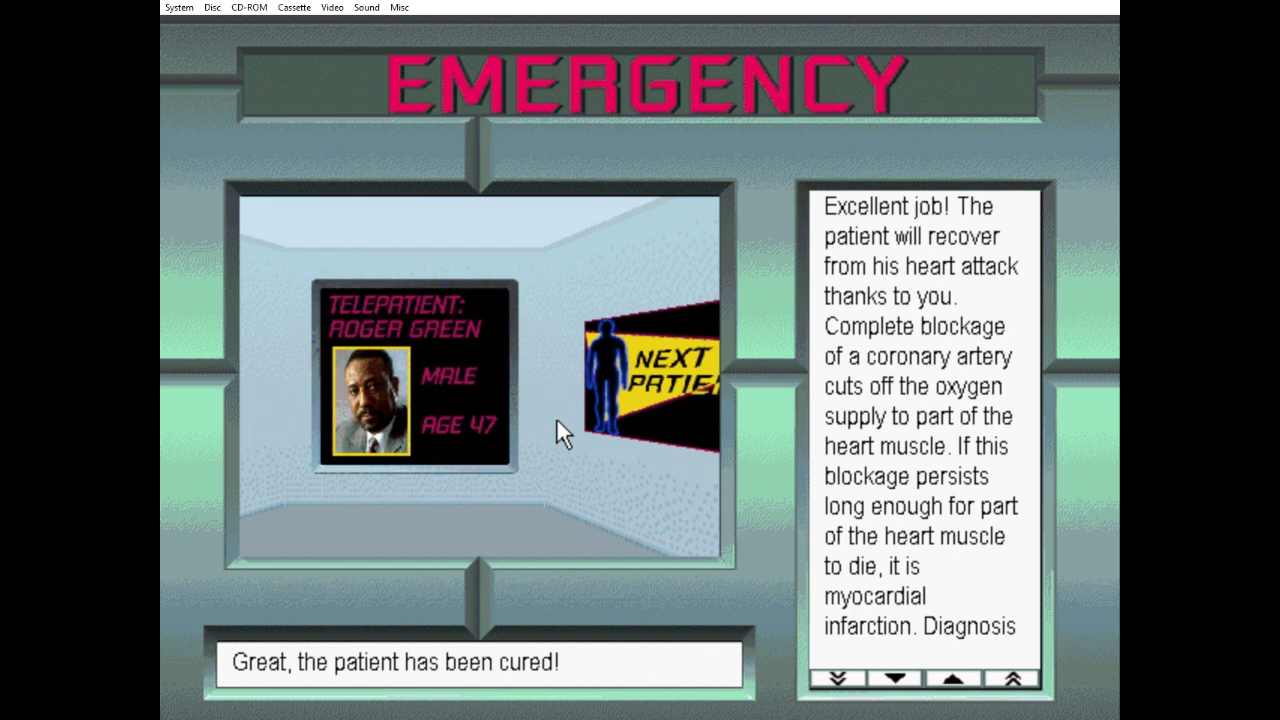 System Disc CD-ROM Cassette Video Sound Misc
EMERGENCY
TELEPATIENT:
ROGER GREEN
MALE
AGE 47
NEXT
PATIE
Excellent job! The
patient will recover
from his heart attack
thanks to you.
Complete blockage
of a coronary artery
cuts off the oxygen
supply to part of the
heart muscle. If this
blockage persists
long enough for part
of the heart muscle
to die, it is
myocardial
infarction. Diagnosis
Great, the patient has been cured!